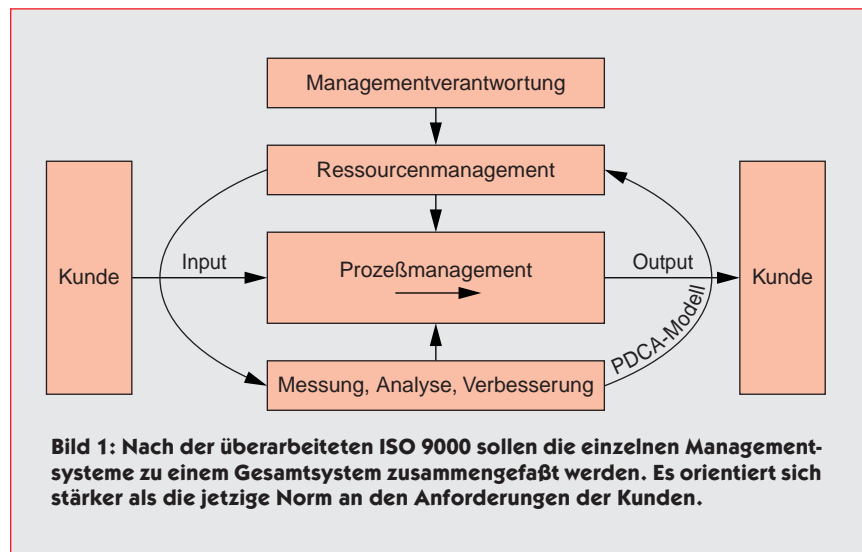 Managementverantwortung
Ressourcenmanagement
Kunde
Input
Prozeßmanagement
Output
Kunde
PDCA-Modell
Messung, Analyse, Verbesserung
Bild 1: Nach der überarbeiteten ISO 9000 sollen die einzelnen Management-
systeme zu einem Gesamtsystem zusammengefaßt werden. Es orientiert sich
stärker als die jetzige Norm an den Anforderungen der Kunden.